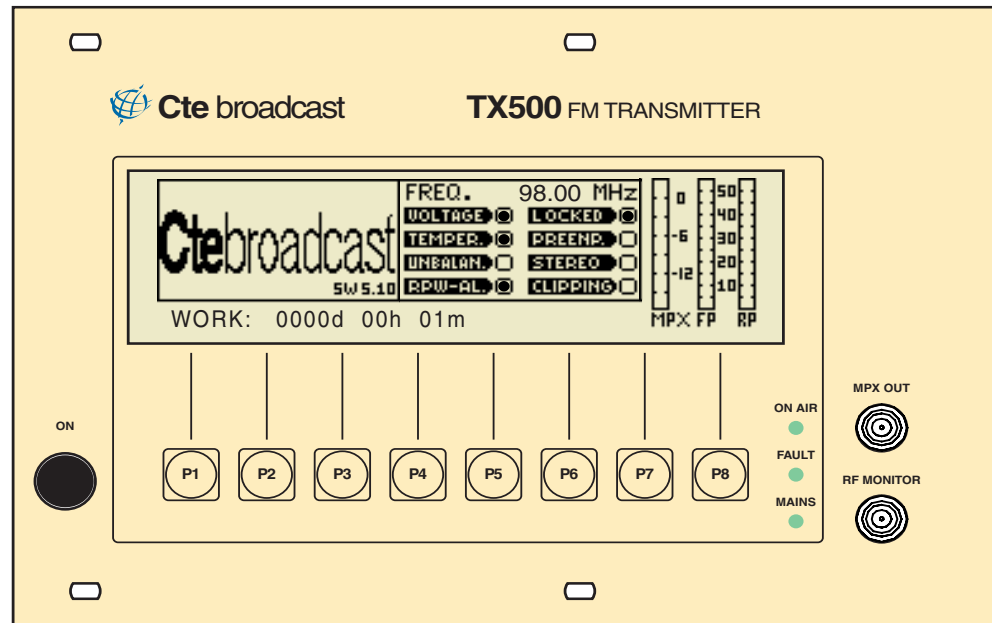 Cte broadcast
TX500 FM TRANSMITTER
Ctebroadcast
SW 5.10
FREQ. 98.00 MHz
VOLTAGE LOCKED
TEMPER. PREENP.
UNBALAN. STEREO
RPW-AL. CLIPPING
WORK: 0000d 00h 01m
0
-6
-12
50
40
30
20
10
MPX FP RP
ON
P1 P2 P3 P4 P5 P6 P7 P8
ON AIR
FAULT
MAINS
MPX OUT
RF MONITOR